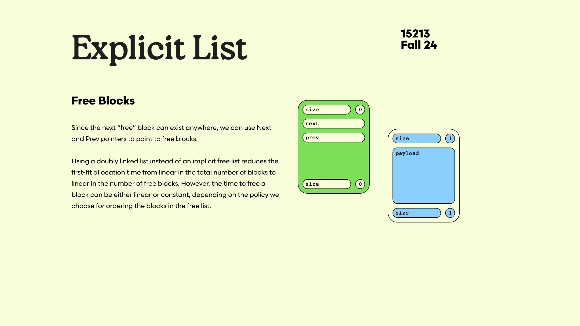 Explicit List
15213
Fall 24
Free Blocks
Since the next “free” block can exist anywhere, we can use Next
and Prev pointers to point to free blocks.
Using a doubly linked list instead of an implicit free list reduces the
first-fit allocation time from linear in the total number of blocks to
linear in the number of free blocks. However, the time to free a
block can be either linear or constant, depending on the policy we
choose for ordering the blocks in the free list.
size 0
next
prev
size 0
size 1
payload
size 1